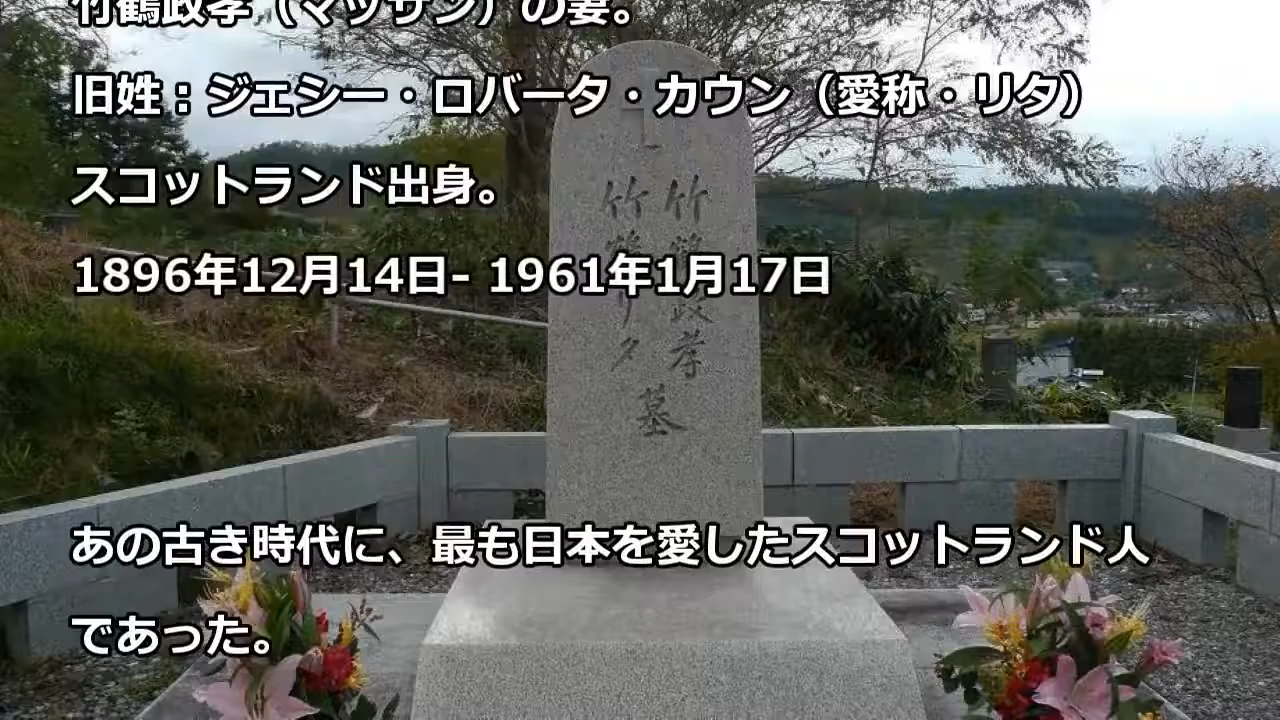 竹鶴政孝（マッサン）の妻。
旧姓：ジェシー・ロバータ・カウン（愛称・リタ）
スコットランド出身。
1896年12月14日- 1961年1月17日
あの古き時代に、最も日本を愛したスコットランド人
であった。
竹鶴政孝
竹鶴リタ
墓